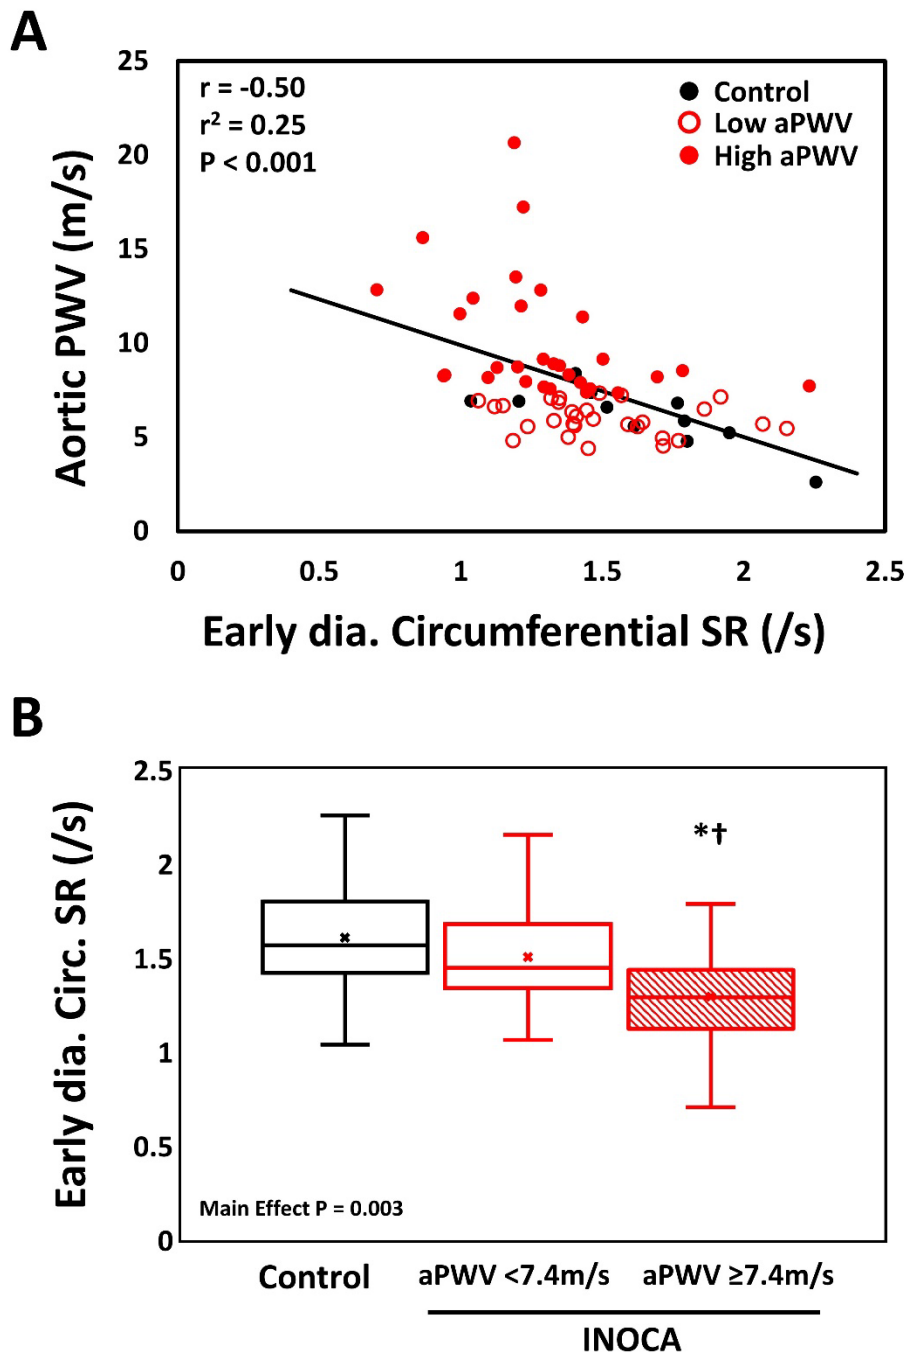 A
25
20
15
10
5
0
Aortic PWV (m/s)
r = -0.50
r² = 0.25
P < 0.001
Control
Low aPWV
High aPWV
0 0.5 1 1.5 2 2.5
Early dia. Circumferential SR (/s)
B
2.5
2
1.5
1
0.5
0
Early dia. Circ. SR (/s)
*†
Main Effect P = 0.003
Control aPWV <7.4m/s aPWV ≥7.4m/s
INOCA